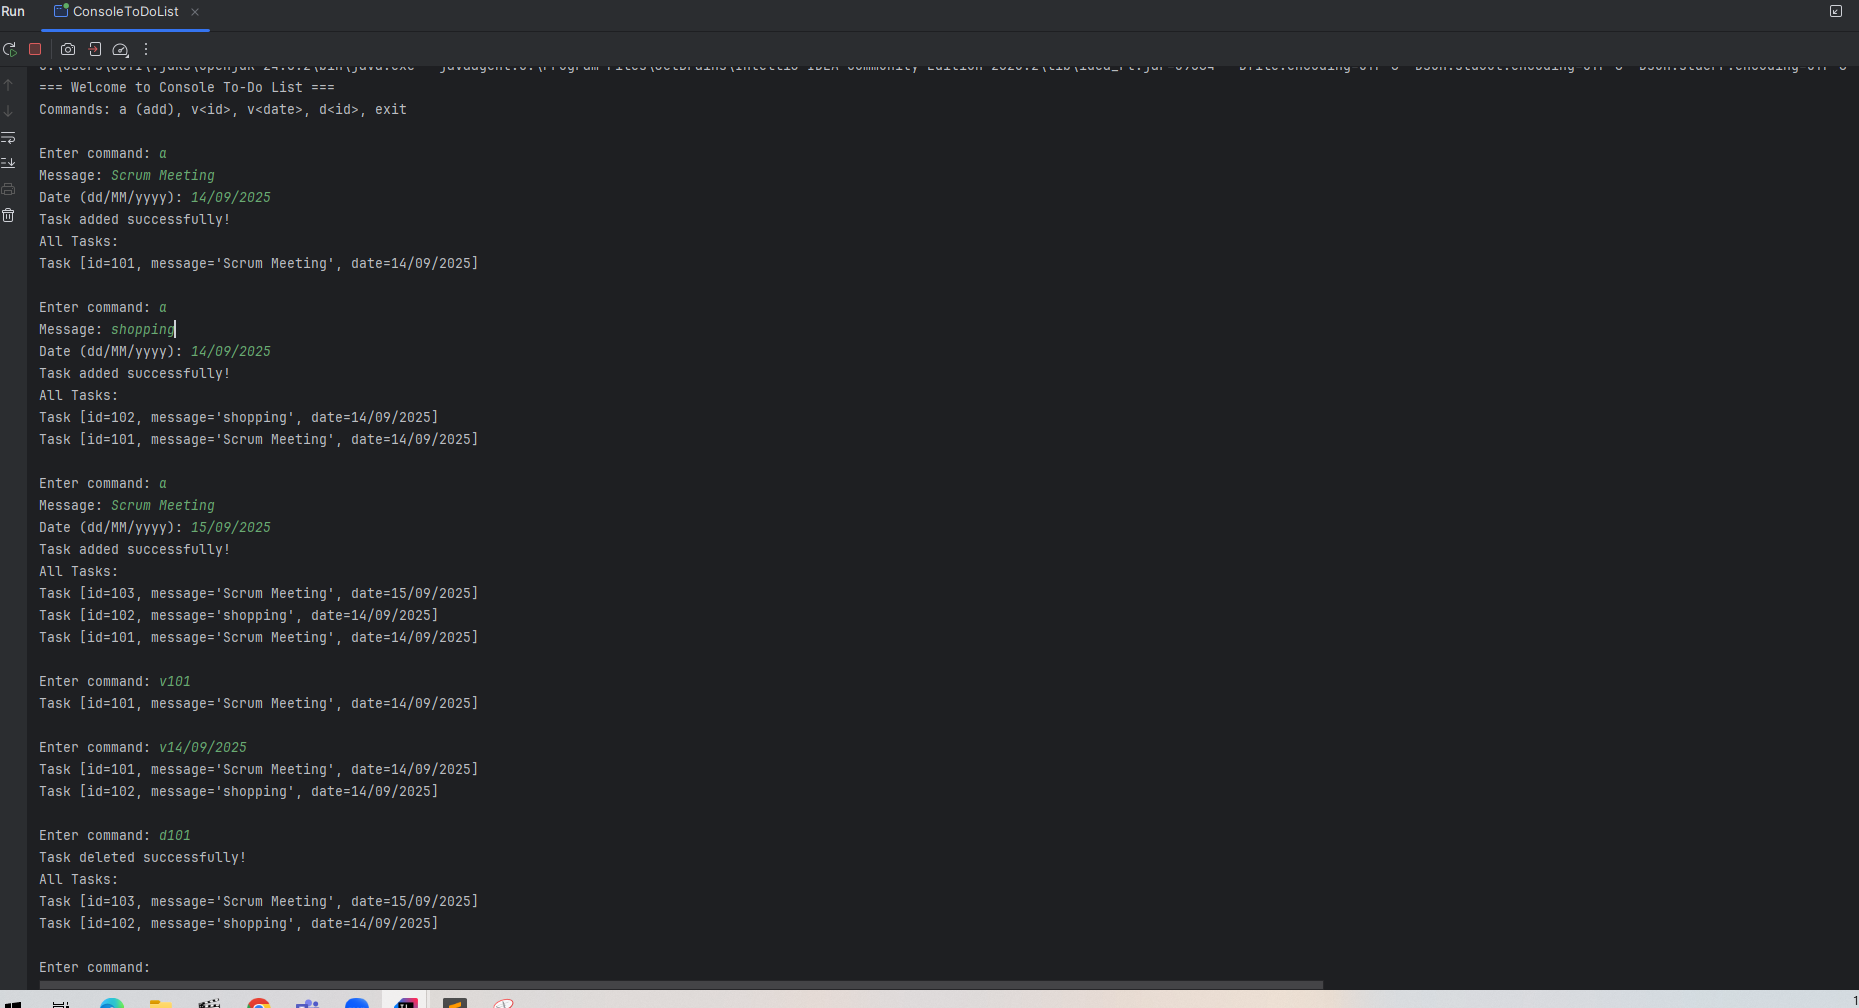 Run
ConsoleToDoList
=== Welcome to Console To-Do List ===
Commands: a (add), v<id>, v<date>, d<id>, exit
Enter command: a
Message: Scrum Meeting
Date (dd/MM/yyyy): 14/09/2025
Task added successfully!
All Tasks:
Task [id=101, message='Scrum Meeting', date=14/09/2025]
Enter command: a
Message: shopping
Date (dd/MM/yyyy): 14/09/2025
Task added successfully!
All Tasks:
Task [id=102, message='shopping', date=14/09/2025]
Task [id=101, message='Scrum Meeting', date=14/09/2025]
Enter command: a
Message: Scrum Meeting
Date (dd/MM/yyyy): 15/09/2025
Task added successfully!
All Tasks:
Task [id=103, message='Scrum Meeting', date=15/09/2025]
Task [id=102, message='shopping', date=14/09/2025]
Task [id=101, message='Scrum Meeting', date=14/09/2025]
Enter command: v101
Task [id=101, message='Scrum Meeting', date=14/09/2025]
Enter command: v14/09/2025
Task [id=101, message='Scrum Meeting', date=14/09/2025]
Task [id=102, message='shopping', date=14/09/2025]
Enter command: d101
Task deleted successfully!
All Tasks:
Task [id=103, message='Scrum Meeting', date=15/09/2025]
Task [id=102, message='shopping', date=14/09/2025]
Enter command: